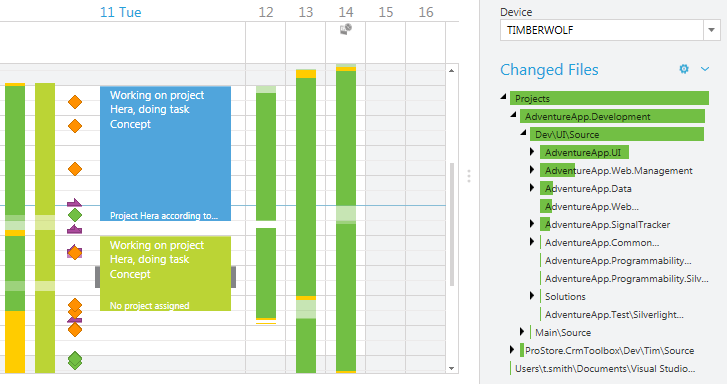 11 Tue
12
13
14
15
16
Working on project
Hera, doing task
Concept
Project Hera according to...
Working on project
Hera, doing task
Concept
No project assigned
Device
TIMBERWOLF
Changed Files
Projects
AdventureApp.Development
Dev\UI\Source
AdventureApp.UI
AdventureApp.Web.Management
AdventureApp.Data
AdventureApp.Web...
AdventureApp.SignalTracker
AdventureApp.Common...
AdventureApp.Programmability...
AdventureApp.Programmability.Silv...
Solutions
AdventureApp.Test\Silverlight...
Main\Source
ProStore.CrmToolbox\Dev\Tim\Source
Users\t.smith\Documents\Visual Studio...